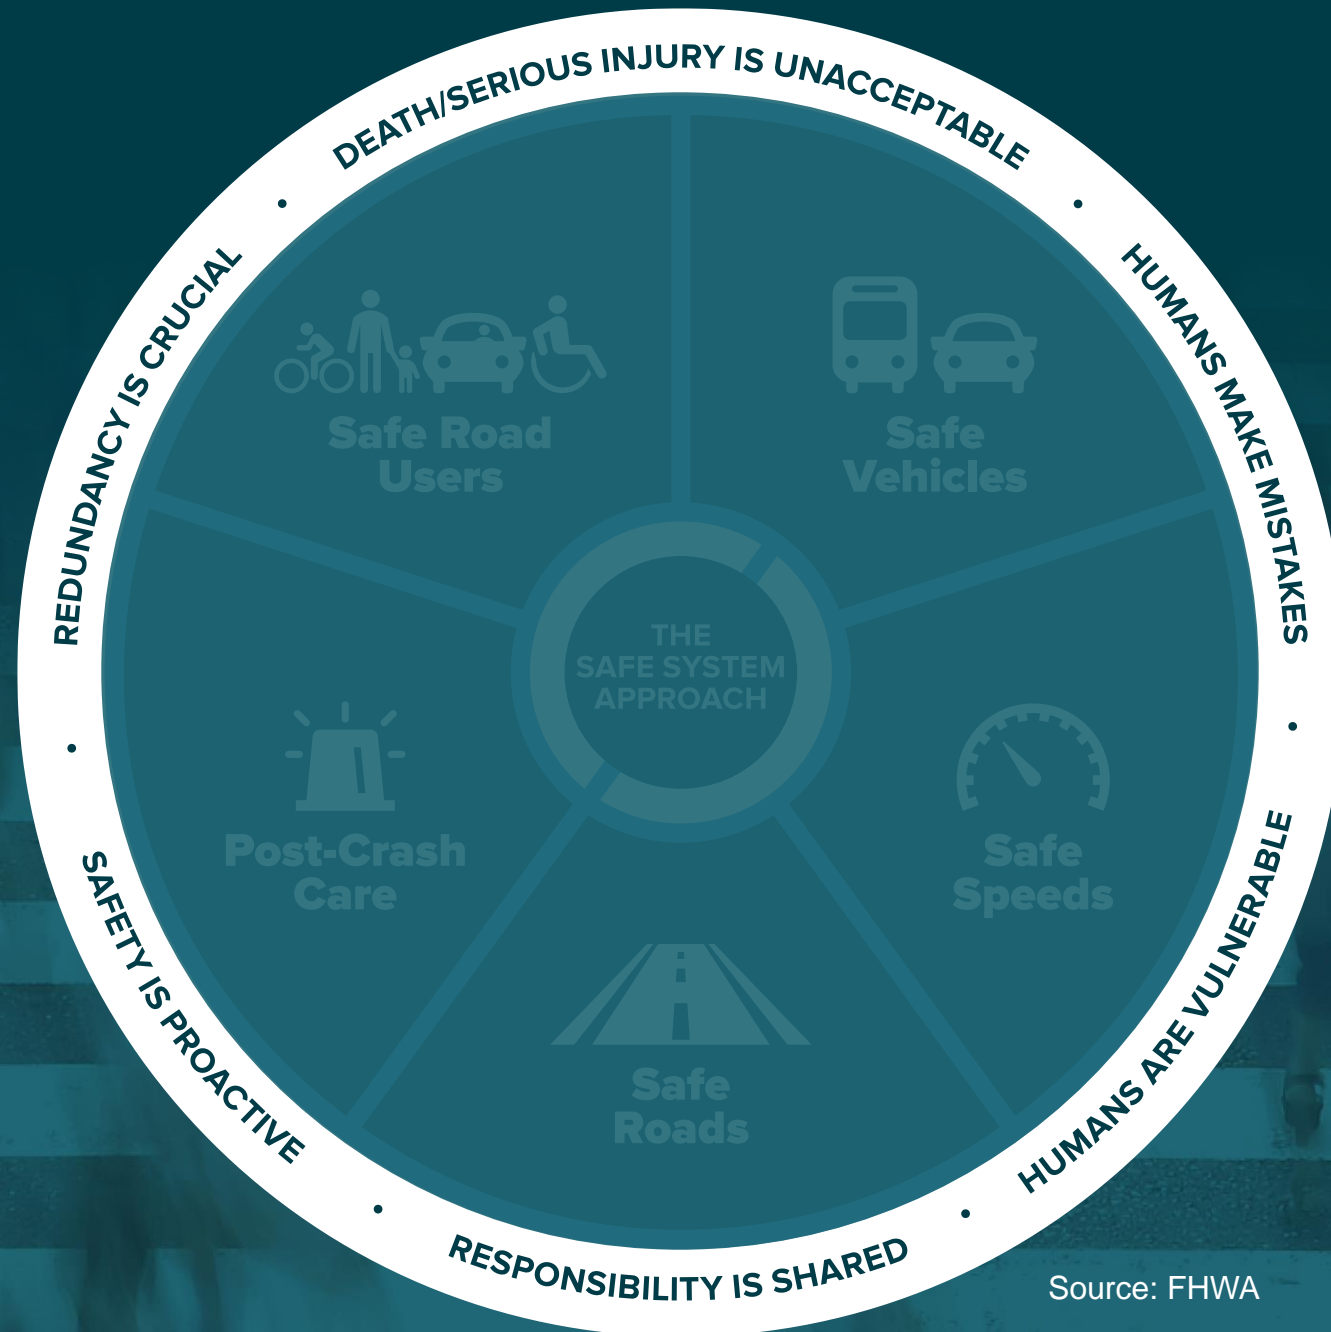 DEATH/SERIOUS INJURY IS UNACCEPTABLE
•
HUMANS MAKE MISTAKES
•
HUMANS ARE VULNERABLE
•
RESPONSIBILITY IS SHARED
•
SAFETY IS PROACTIVE
•
REDUNDANCY IS CRUCIAL
•
Safe Road
Users
Safe
Vehicles
THE
SAFE SYSTEM
APPROACH
Post-Crash
Care
Safe
Speeds
Safe
Roads
Source: FHWA